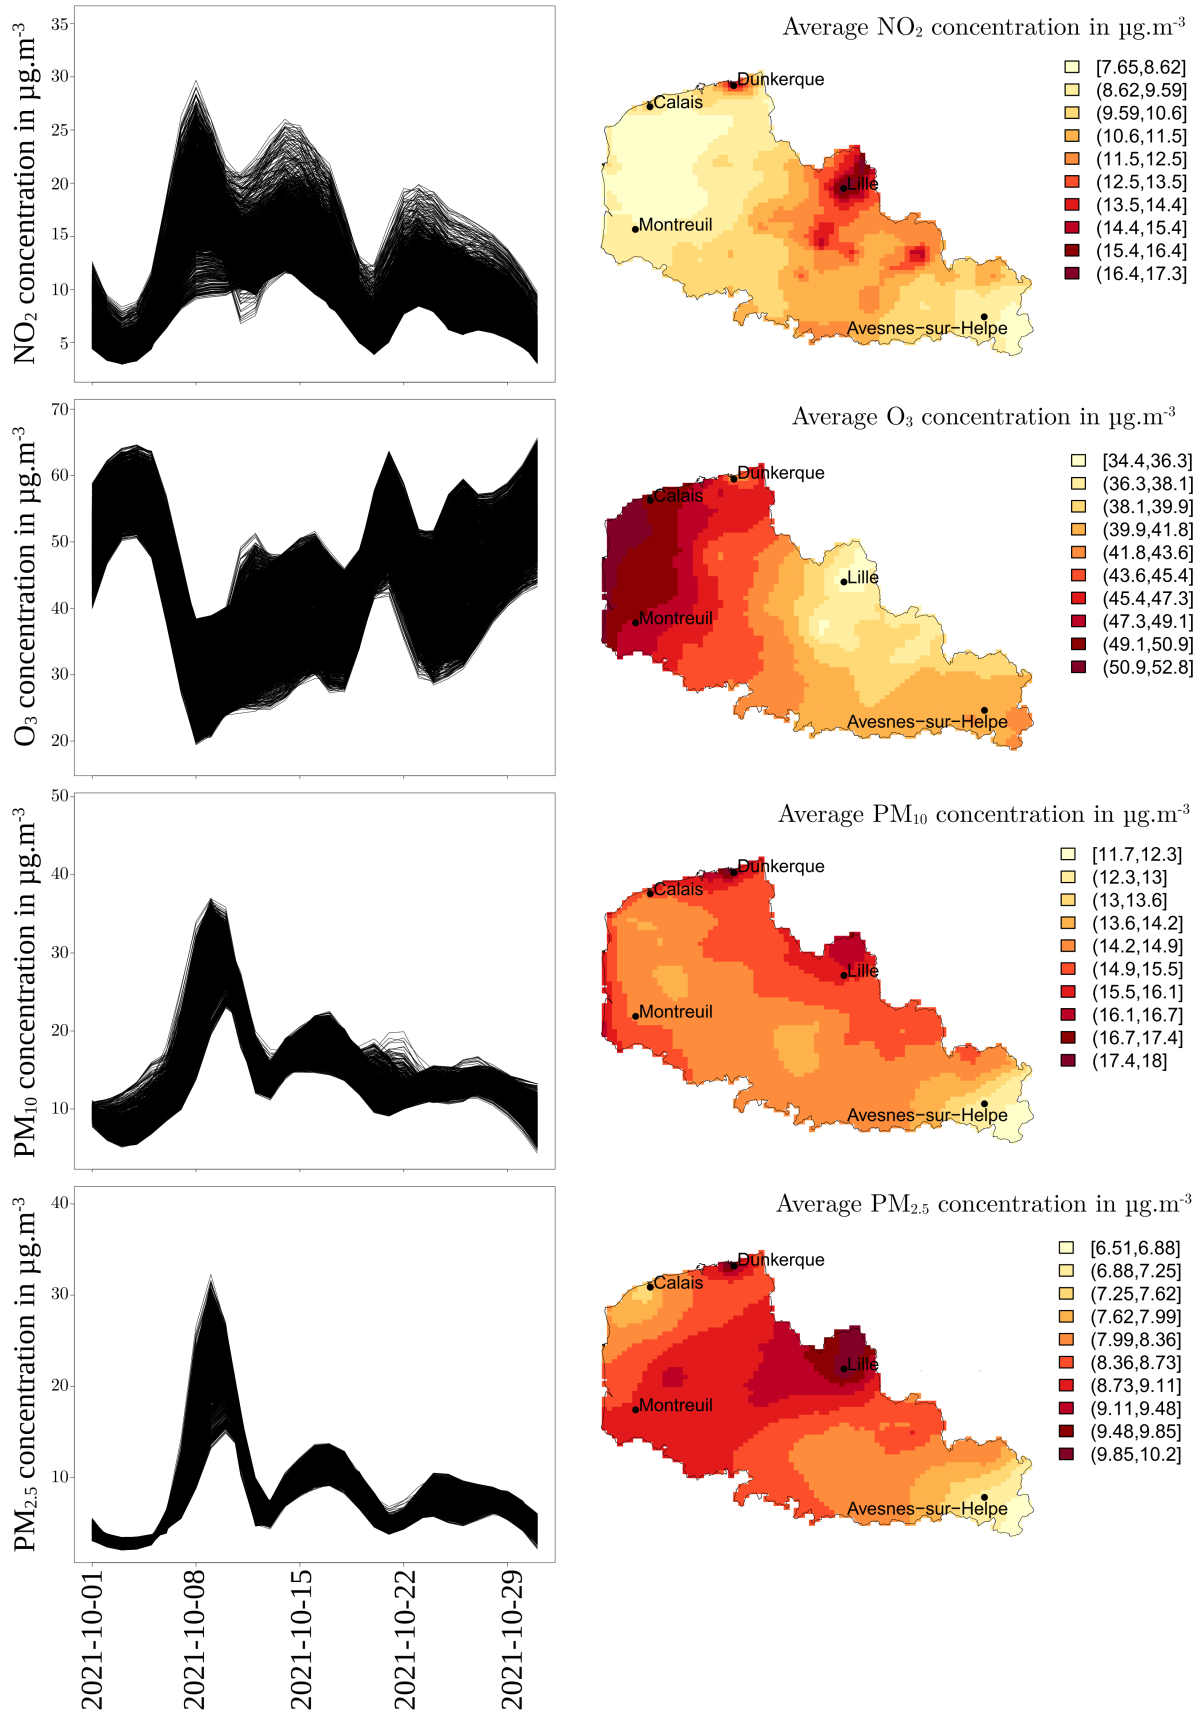 NO2 concentration in µg.m-3
35
30
25
20
15
10
5
Average NO2 concentration in µg.m-3
Dunkerque
Calais
Lille
Montreuil
Avesnes−sur−Helpe
[7.65,8.62]
(8.62,9.59]
(9.59,10.6]
(10.6,11.5]
(11.5,12.5]
(12.5,13.5]
(13.5,14.4]
(14.4,15.4]
(15.4,16.4]
(16.4,17.3]
O3 concentration in µg.m-3
70
60
50
40
30
20
Average O3 concentration in µg.m-3
Dunkerque
Calais
Lille
Montreuil
Avesnes−sur−Helpe
[34.4,36.3]
(36.3,38.1]
(38.1,39.9]
(39.9,41.8]
(41.8,43.6]
(43.6,45.4]
(45.4,47.3]
(47.3,49.1]
(49.1,50.9]
(50.9,52.8]
PM10 concentration in µg.m-3
50
40
30
20
10
Average PM10 concentration in µg.m-3
Dunkerque
Calais
Lille
Montreuil
Avesnes−sur−Helpe
[11.7,12.3]
(12.3,13]
(13,13.6]
(13.6,14.2]
(14.2,14.9]
(14.9,15.5]
(15.5,16.1]
(16.1,16.7]
(16.7,17.4]
(17.4,18]
PM2.5 concentration in µg.m-3
40
30
20
10
2021-10-01
2021-10-08
2021-10-15
2021-10-22
2021-10-29
Average PM2.5 concentration in µg.m-3
Dunkerque
Calais
Lille
Montreuil
Avesnes−sur−Helpe
[6.51,6.88]
(6.88,7.25]
(7.25,7.62]
(7.62,7.99]
(7.99,8.36]
(8.36,8.73]
(8.73,9.11]
(9.11,9.48]
(9.48,9.85]
(9.85,10.2]